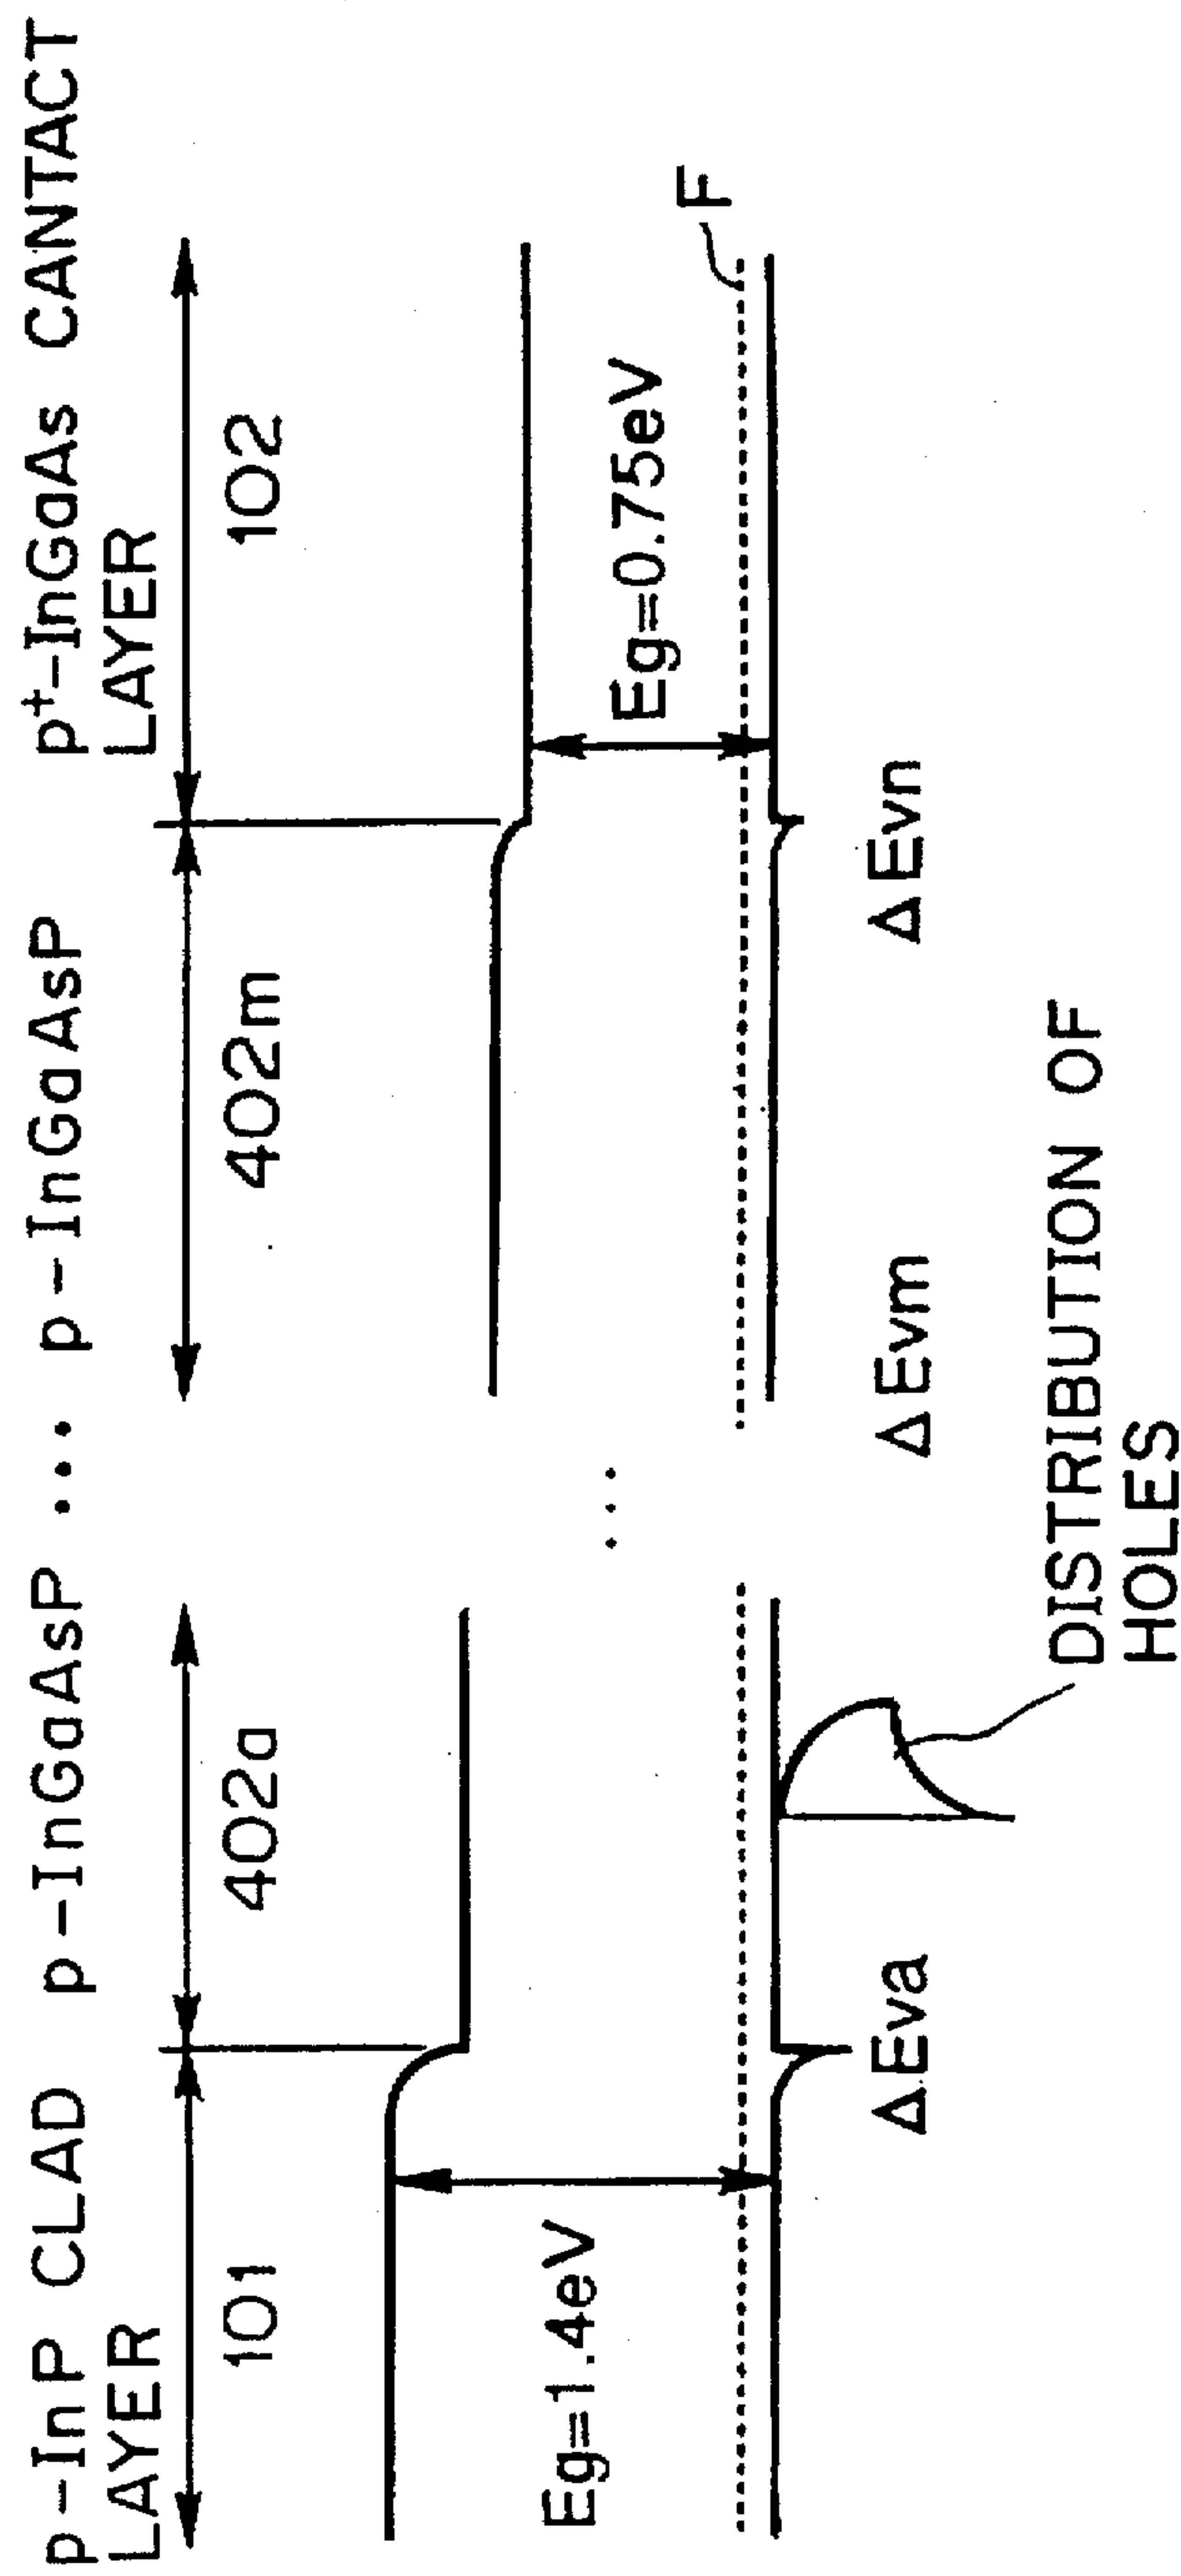 p-InP CLAD
LAYER
p-InGaAsP
...
p-InGaAsP
p+-InGaAs CANTACT
LAYER
101
402a
402m
102
Eg=1.4eV
...
Eg=0.75eV
F
ΔEva
ΔEvm
ΔEvn
DISTRIBUTION OF
HOLES